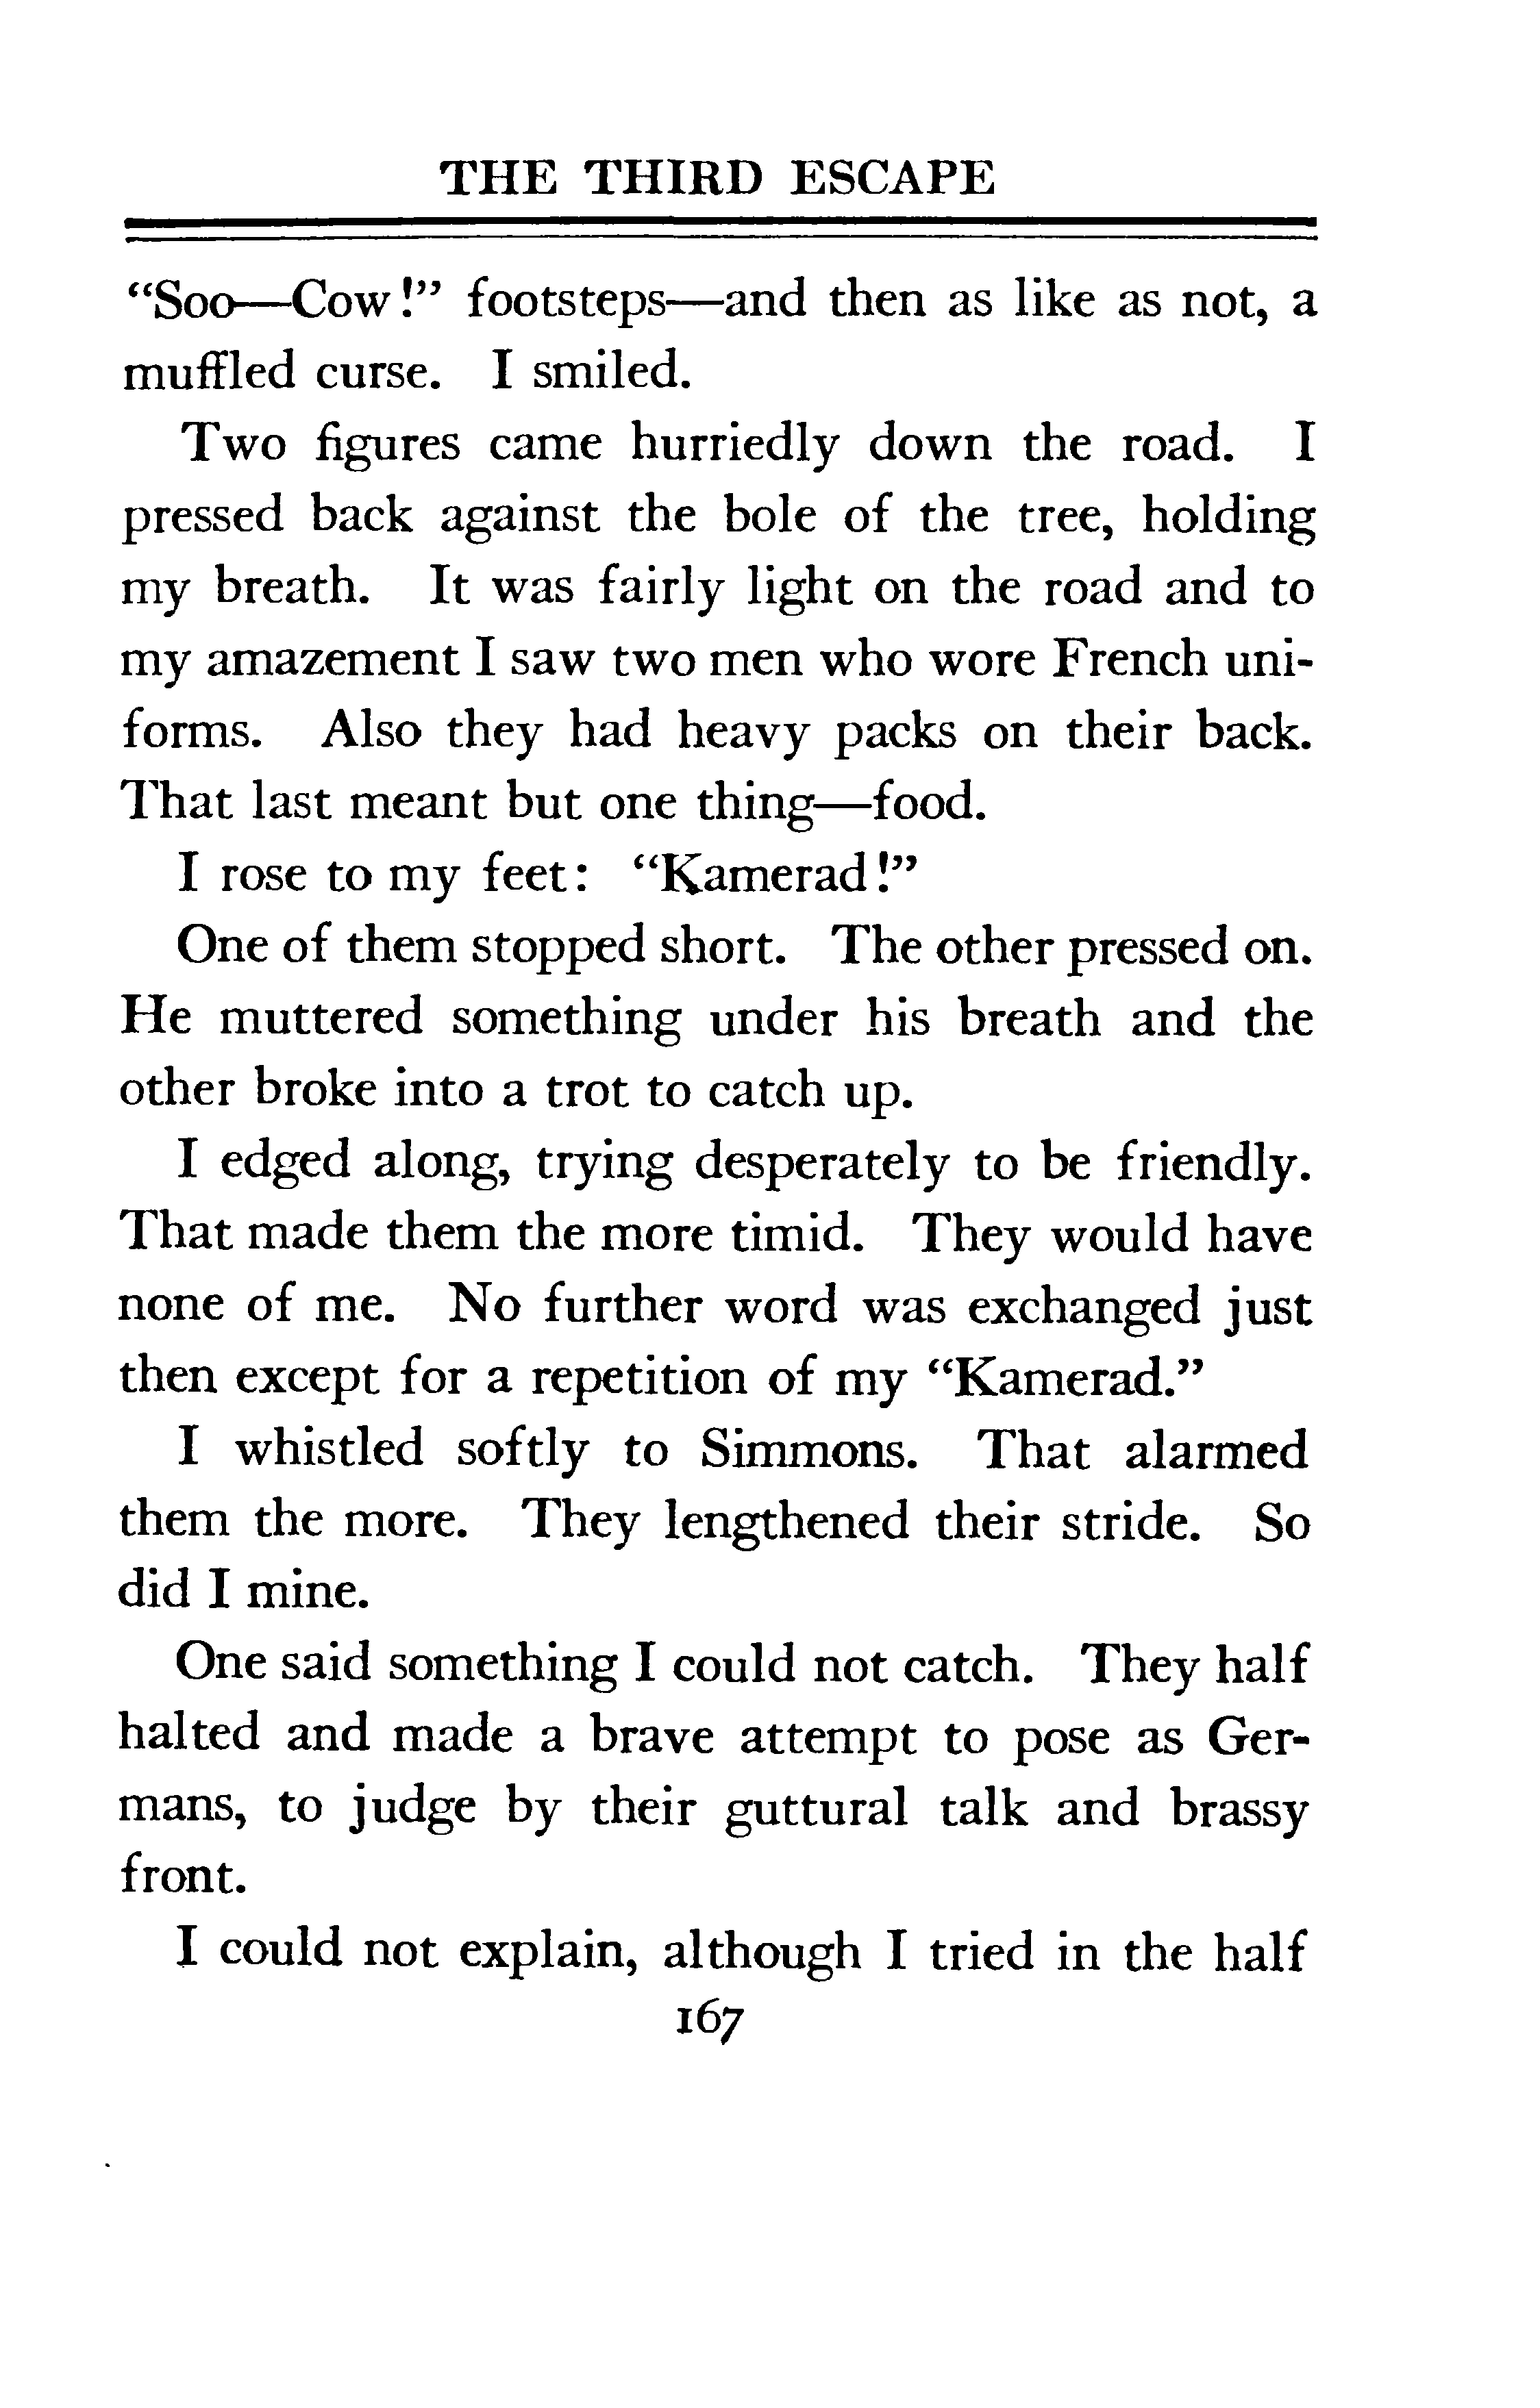 THE THIRD ESCAPE
“Soo—Cow!” footsteps—and then as like as not, a
muffled curse. I smiled.
Two figures came hurriedly down the road. I
pressed back against the bole of the tree, holding
my breath. It was fairly light on the road and to
my amazement I saw two men who wore French uni-
forms. Also they had heavy packs on their back.
That last meant but one thing—food.
I rose to my feet: “Kamerad!”
One of them stopped short. The other pressed on.
He muttered something under his breath and the
other broke into a trot to catch up.
I edged along, trying desperately to be friendly.
That made them the more timid. They would have
none of me. No further word was exchanged just
then except for a repetition of my “Kamerad.”
I whistled softly to Simmons. That alarmed
them the more. They lengthened their stride. So
did I mine.
One said something I could not catch. They half
halted and made a brave attempt to pose as Ger-
mans, to judge by their guttural talk and brassy
front.
I could not explain, although I tried in the half
167